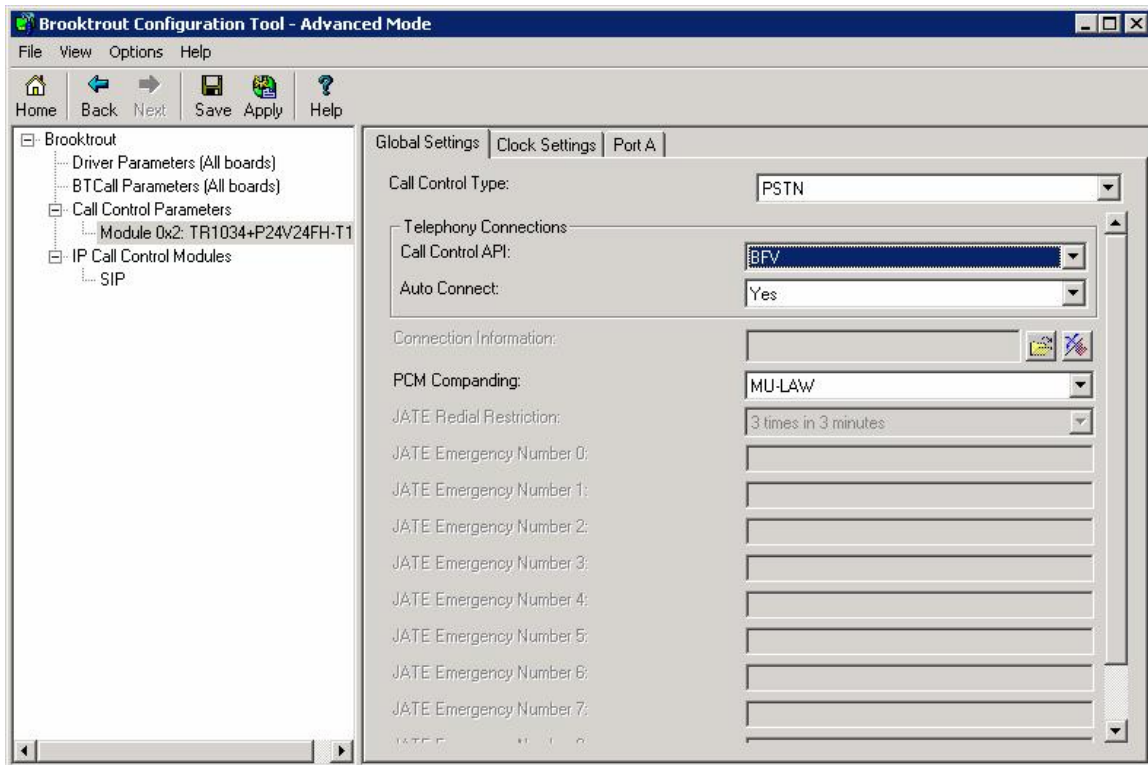 Brooktrout Configuration Tool - Advanced Mode
File View Options Help
Home Back Next Save Apply Help
Brooktrout
Driver Parameters (All boards)
BTCall Parameters (All boards)
Call Control Parameters
Module 0x2: TR1034+P24V24FH-T1
IP Call Control Modules
SIP
Global Settings Clock Settings Port A
Call Control Type: PSTN
Telephony Connections
Call Control API: BFV
Auto Connect: Yes
Connection Information:
PCM Companding: MU-LAW
JATE Redial Restriction: 3 times in 3 minutes
JATE Emergency Number 0:
JATE Emergency Number 1:
JATE Emergency Number 2:
JATE Emergency Number 3:
JATE Emergency Number 4:
JATE Emergency Number 5:
JATE Emergency Number 6:
JATE Emergency Number 7: